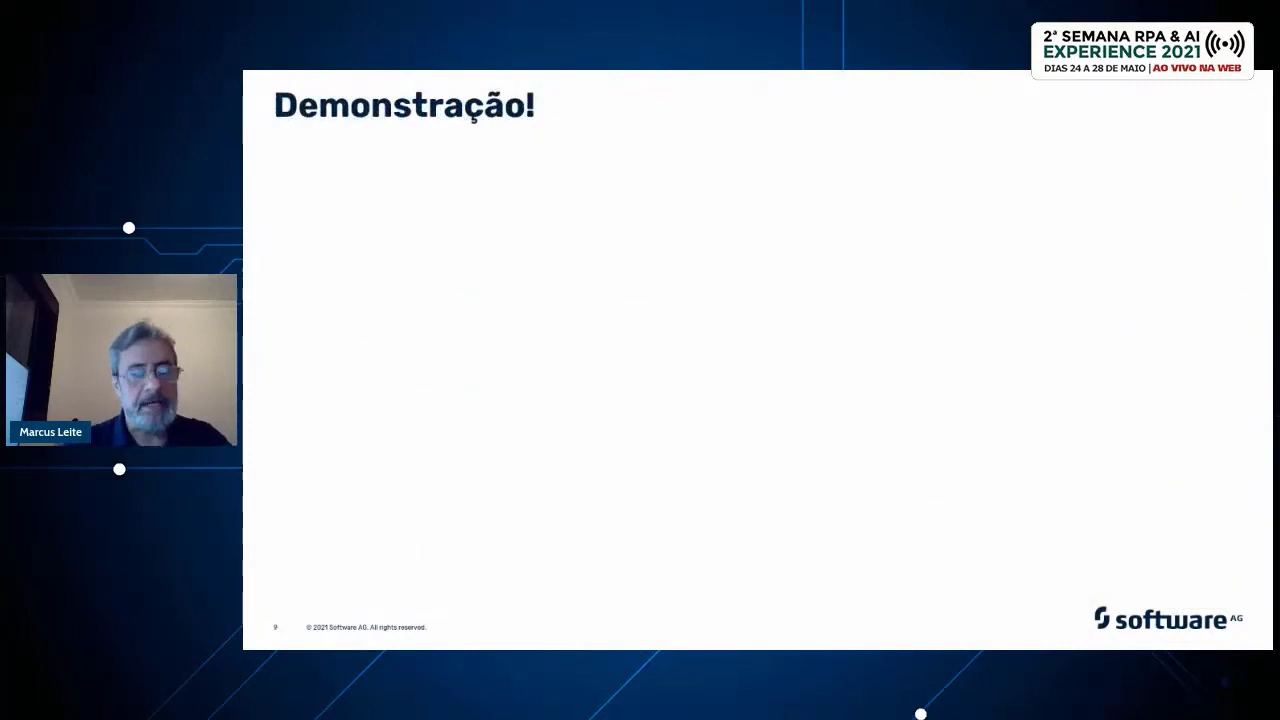 2ª SEMANA RPA & AI
EXPERIENCE 2021
DIAS 24 A 28 DE MAIO | AO VIVO NA WEB
Demonstração!
Marcus Leite
9 © 2021 Software AG. All rights reserved.
software AG